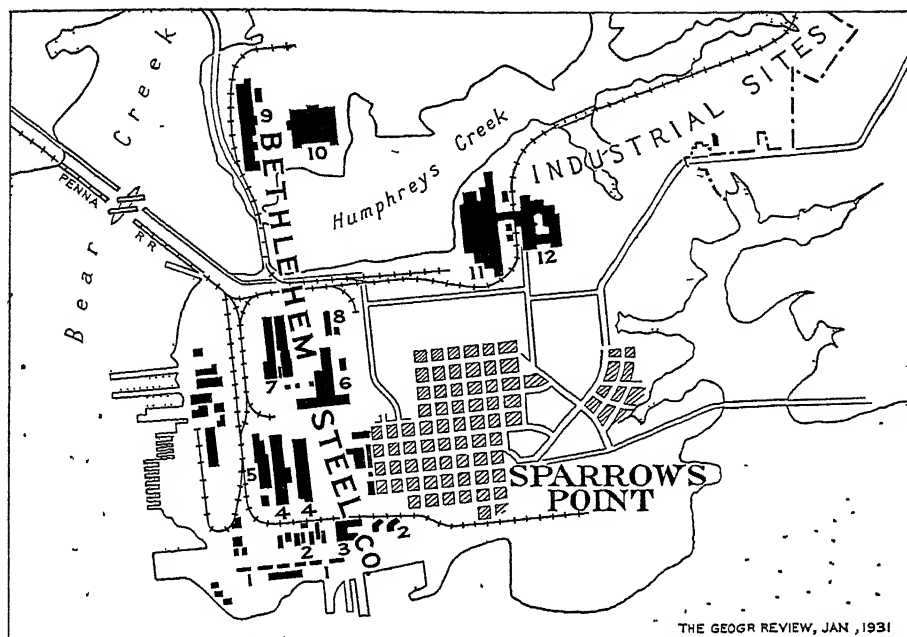 Bear Creek
PENNA RR
9
10
BETHLEHEM STEEL CO
Humphreys Creek
INDUSTRIAL SITES
11
12
8
7
6
5
4
4
SPARROWS
POINT
2
3
2
1
1
THE GEOGR REVIEW, JAN, 1931